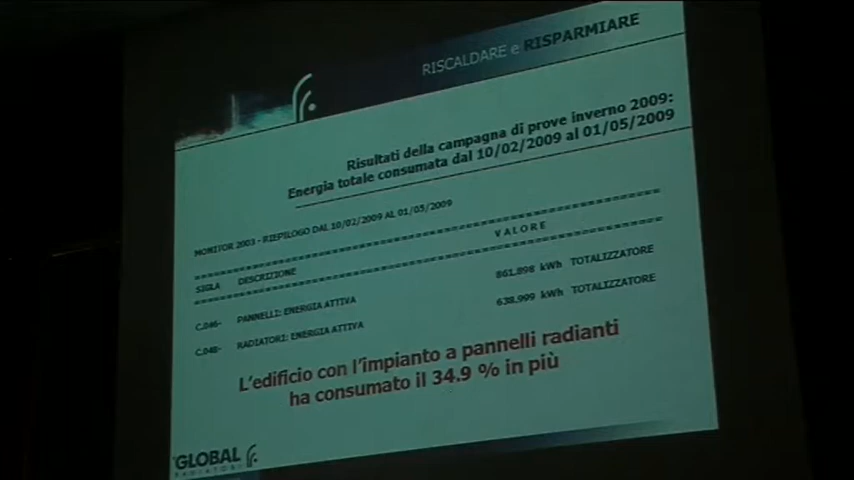 RISCALDARE e RISPARMIARE
Risultati della campagna di prove inverno 2009:
Energia totale consumata dal 10/02/2009 al 01/05/2009
MONITOR 2003 - RIEPILOGO DAL 10/02/2009 AL 01/05/2009
SIGLA DESCRIZIONE VALORE
C.046- PANNELLI: ENERGIA ATTIVA 861.898 kWh TOTALIZZATORE
C.048- RADIATORI: ENERGIA ATTIVA 638.999 kWh TOTALIZZATORE
L'edificio con l'impianto a pannelli radianti
ha consumato il 34.9 % in più
GLOBAL
RADIATORI